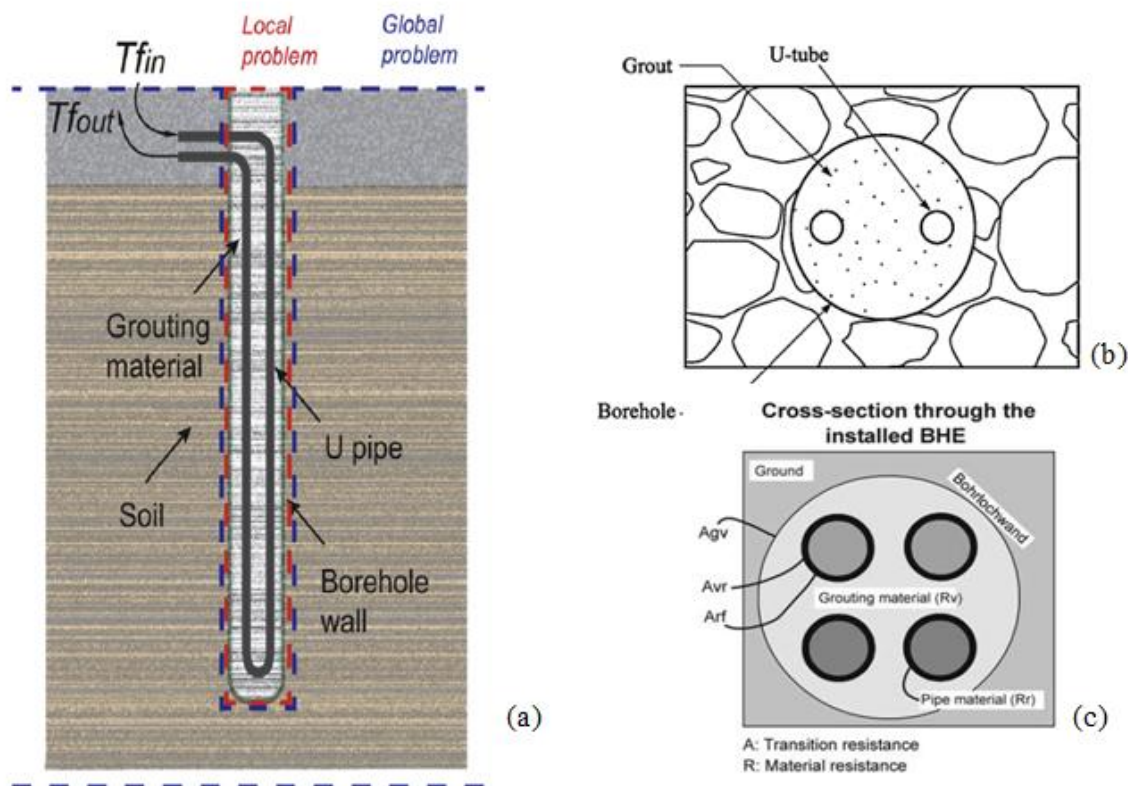 Local
problem
Global
problem
Tfin
Tfout
Grouting
material
U pipe
Soil
Borehole
wall
(a)
Grout
U-tube
(b)
Borehole
Cross-section through the
installed BHE
Ground
Bohrlochwand
Agv
Avr
Arf
Grouting material (Rv)
Pipe material (Rr)
(c)
A: Transition resistance
R: Material resistance